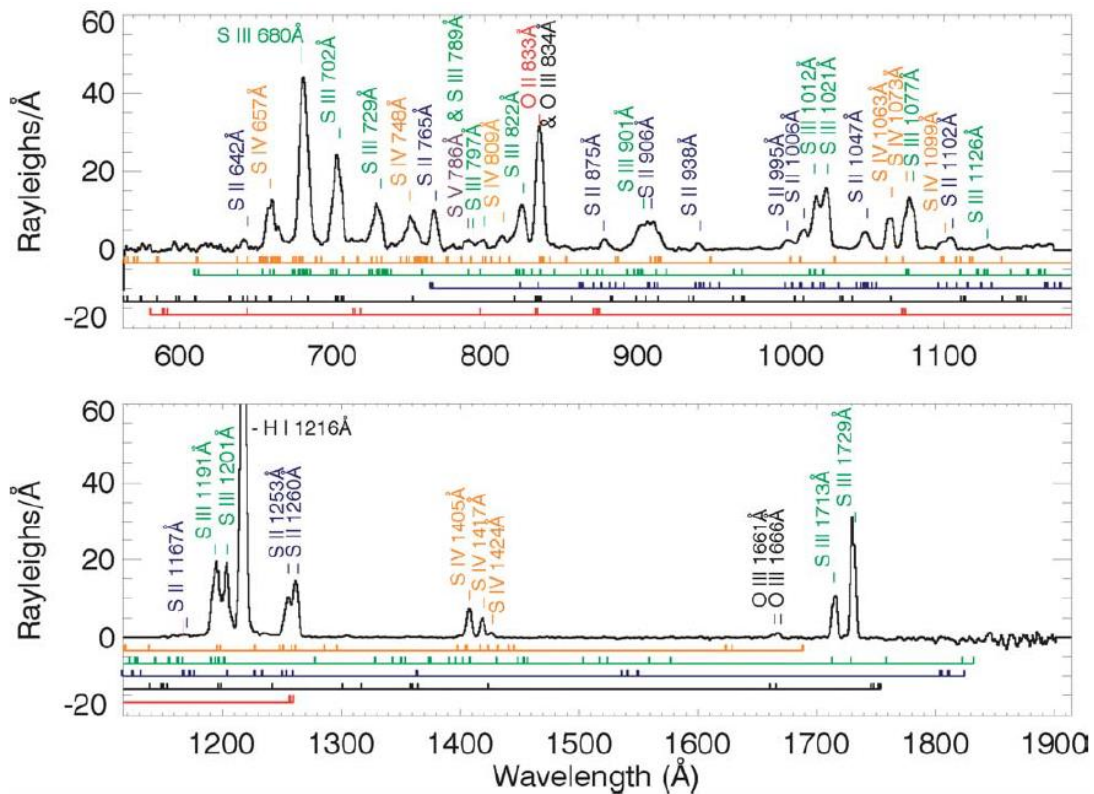 Rayleighs/Å
60
40
20
0
-20
S II 642Å
S IV 657Å
S III 680Å
S III 702Å
S III 729Å
S IV 748Å
S II 765Å
S V 786Å & S III 789Å
S III 797Å
S IV 809Å
S III 822Å
O II 833Å
& O III 834Å
S II 875Å
S III 901Å
S II 906Å
S II 938Å
S II 995Å
S II 1006Å
S III 1012Å
S III 1021Å
S II 1047Å
S IV 1063Å
S IV 1073Å
S III 1077Å
S IV 1099Å
S II 1102Å
S III 1126Å
600 700 800 900 1000 1100
Rayleighs/Å
60
40
20
0
-20
S II 1167Å
S III 1191Å
S III 1201Å
- H I 1216Å
S II 1253Å
S II 1260Å
S IV 1405Å
S IV 1417Å
S IV 1424Å
O III 1661Å
O III 1666Å
S III 1713Å
S III 1729Å
1200 1300 1400 1500 1600 1700 1800 1900
Wavelength (Å)